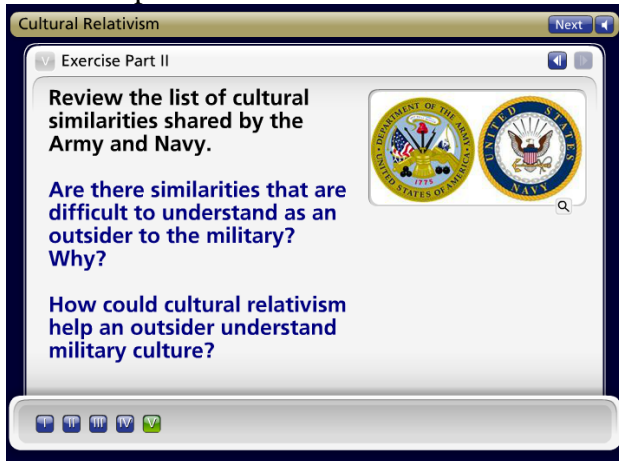 Cultural Relativism
Next
V Exercise Part II
Review the list of cultural
similarities shared by the
Army and Navy.
DEPARTMENT OF THE ARMY
UNITED STATES OF AMERICA
1775
UNITED STATES
NAVY
Are there similarities that are
difficult to understand as an
outsider to the military?
Why?
How could cultural relativism
help an outsider understand
military culture?
I II III IV V